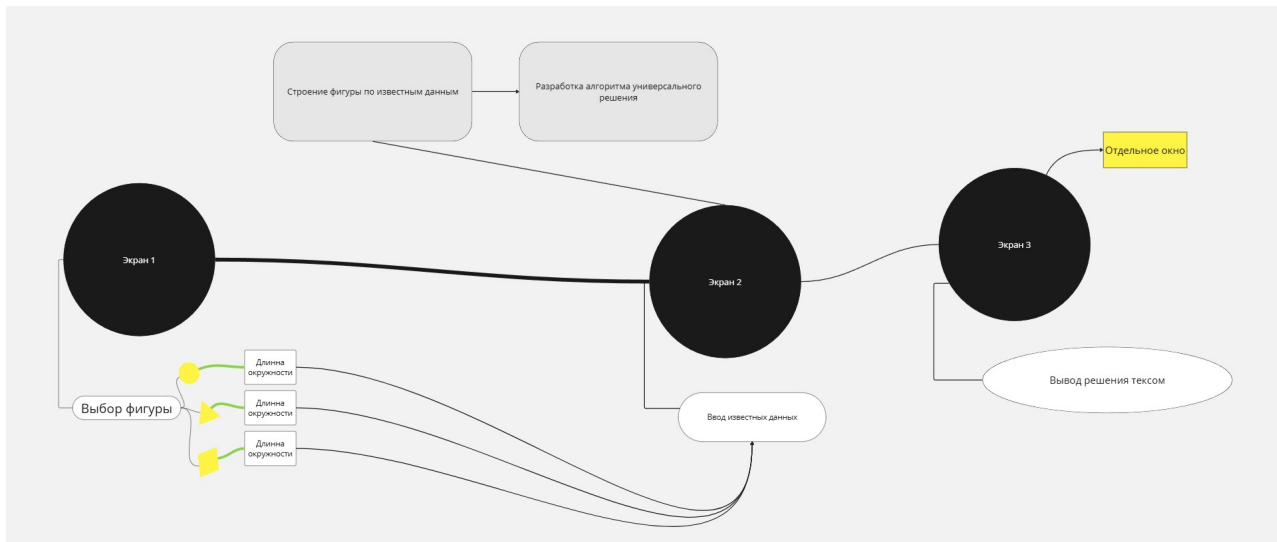 Строение фигуры по известным данным
Разработка алгоритма универсального
решения
Отдельное окно
Экран 1
Экран 2
Экран 3
Длинна
окружности
Выбор фигуры
Длинна
окружности
Длинна
окружности
Ввод известных данных
Вывод решения тексом